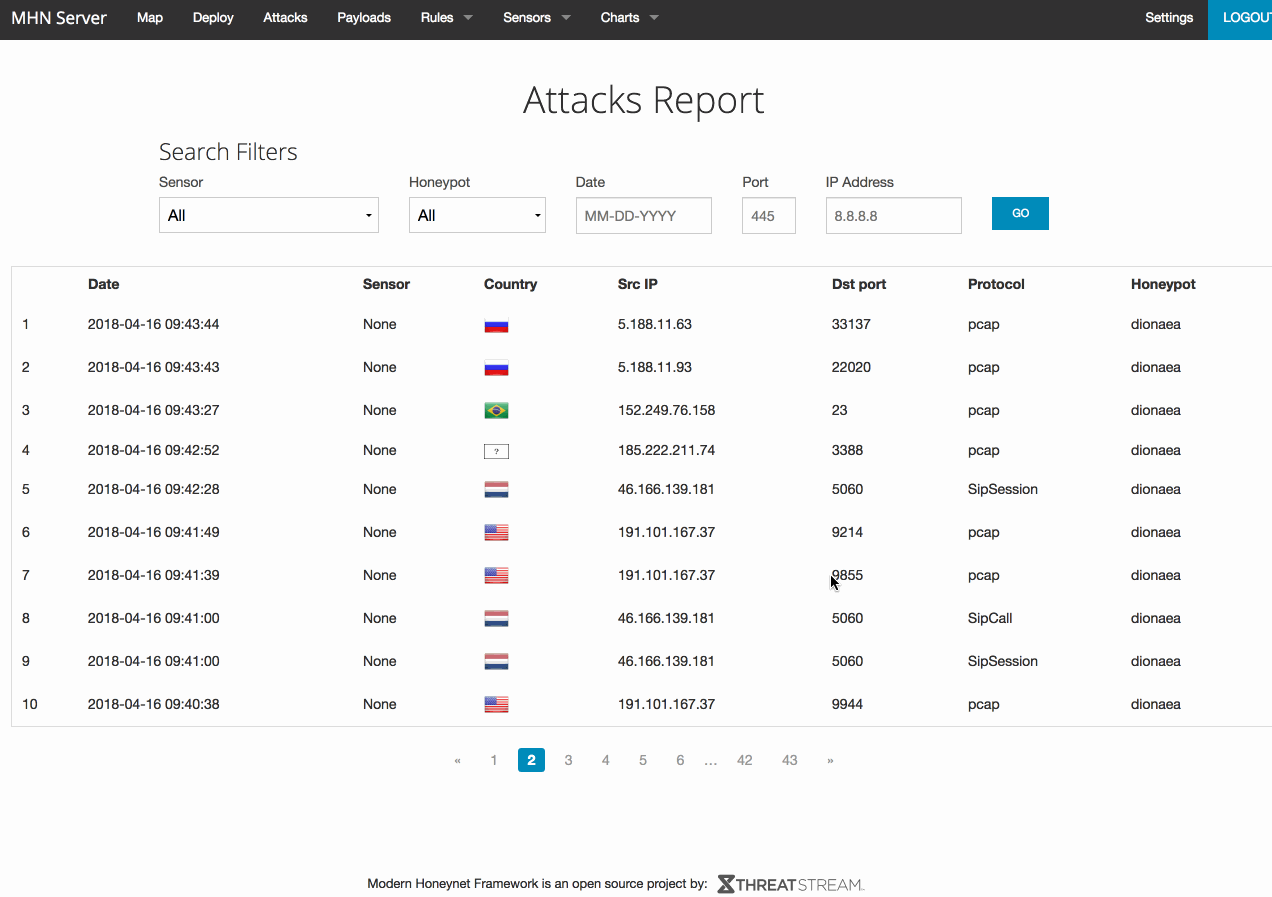 MHN Server Map Deploy Attacks Payloads Rules Sensors Charts Settings LOGOUT
Attacks Report
Search Filters
Sensor Honeypot Date Port IP Address
All All MM-DD-YYYY 445 8.8.8.8 GO
Date Sensor Country Src IP Dst port Protocol Honeypot
1 2018-04-16 09:43:44 None 5.188.11.63 33137 pcap dionaea
2 2018-04-16 09:43:43 None 5.188.11.93 22020 pcap dionaea
3 2018-04-16 09:43:27 None 152.249.76.158 23 pcap dionaea
4 2018-04-16 09:42:52 None ? 185.222.211.74 3388 pcap dionaea
5 2018-04-16 09:42:28 None 46.166.139.181 5060 SipSession dionaea
6 2018-04-16 09:41:49 None 191.101.167.37 9214 pcap dionaea
7 2018-04-16 09:41:39 None 191.101.167.37 9855 pcap dionaea
8 2018-04-16 09:41:00 None 46.166.139.181 5060 SipCall dionaea
9 2018-04-16 09:41:00 None 46.166.139.181 5060 SipSession dionaea
10 2018-04-16 09:40:38 None 191.101.167.37 9944 pcap dionaea
« 1 2 3 4 5 6 ... 42 43 »
Modern Honeynet Framework is an open source project by: THREATSTREAM